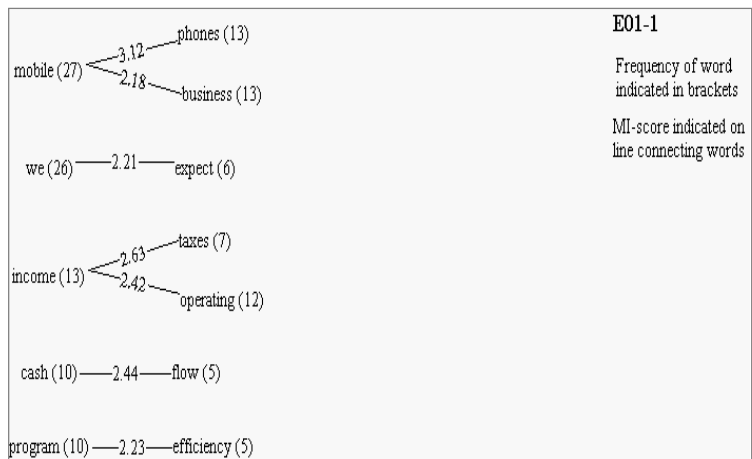 E01-1
Frequency of word
indicated in brackets
MI-score indicated on
line connecting words
mobile (27)
3.12
phones (13)
2.18
business (13)
we (26)
2.21
expect (6)
income (13)
2.63
taxes (7)
2.42
operating (12)
cash (10)
2.44
flow (5)
program (10)
2.23
efficiency (5)